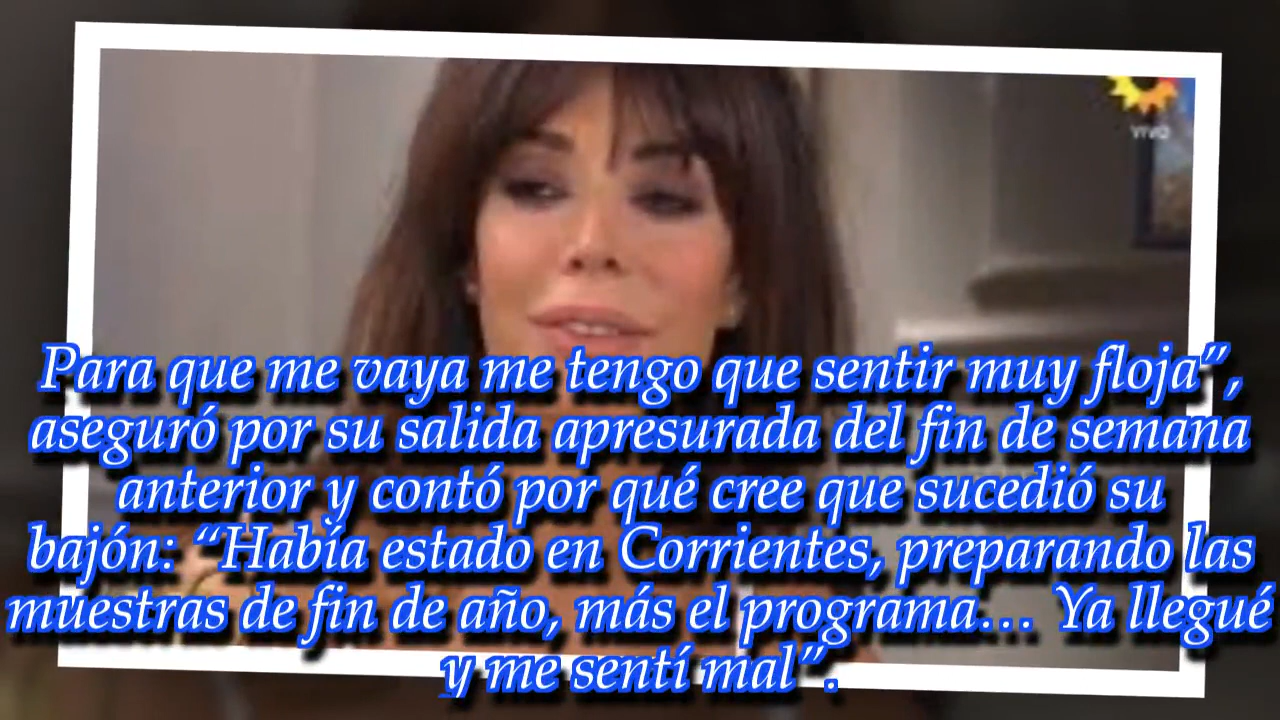 VIVO
Para que me vaya me tengo que sentir muy floja”,
aseguró por su salida apresurada del fin de semana
anterior y contó por qué cree que sucedió su
bajón: “Había estado en Corrientes, preparando las
muestras de fin de año, más el programa… Ya llegué
y me sentí mal”.